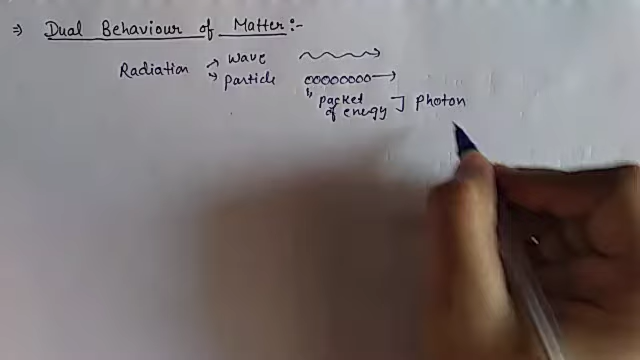 ⇒ Dual Behaviour of Matter:-
Radiation → wave
→ particle
↳ packet of energy ] photon